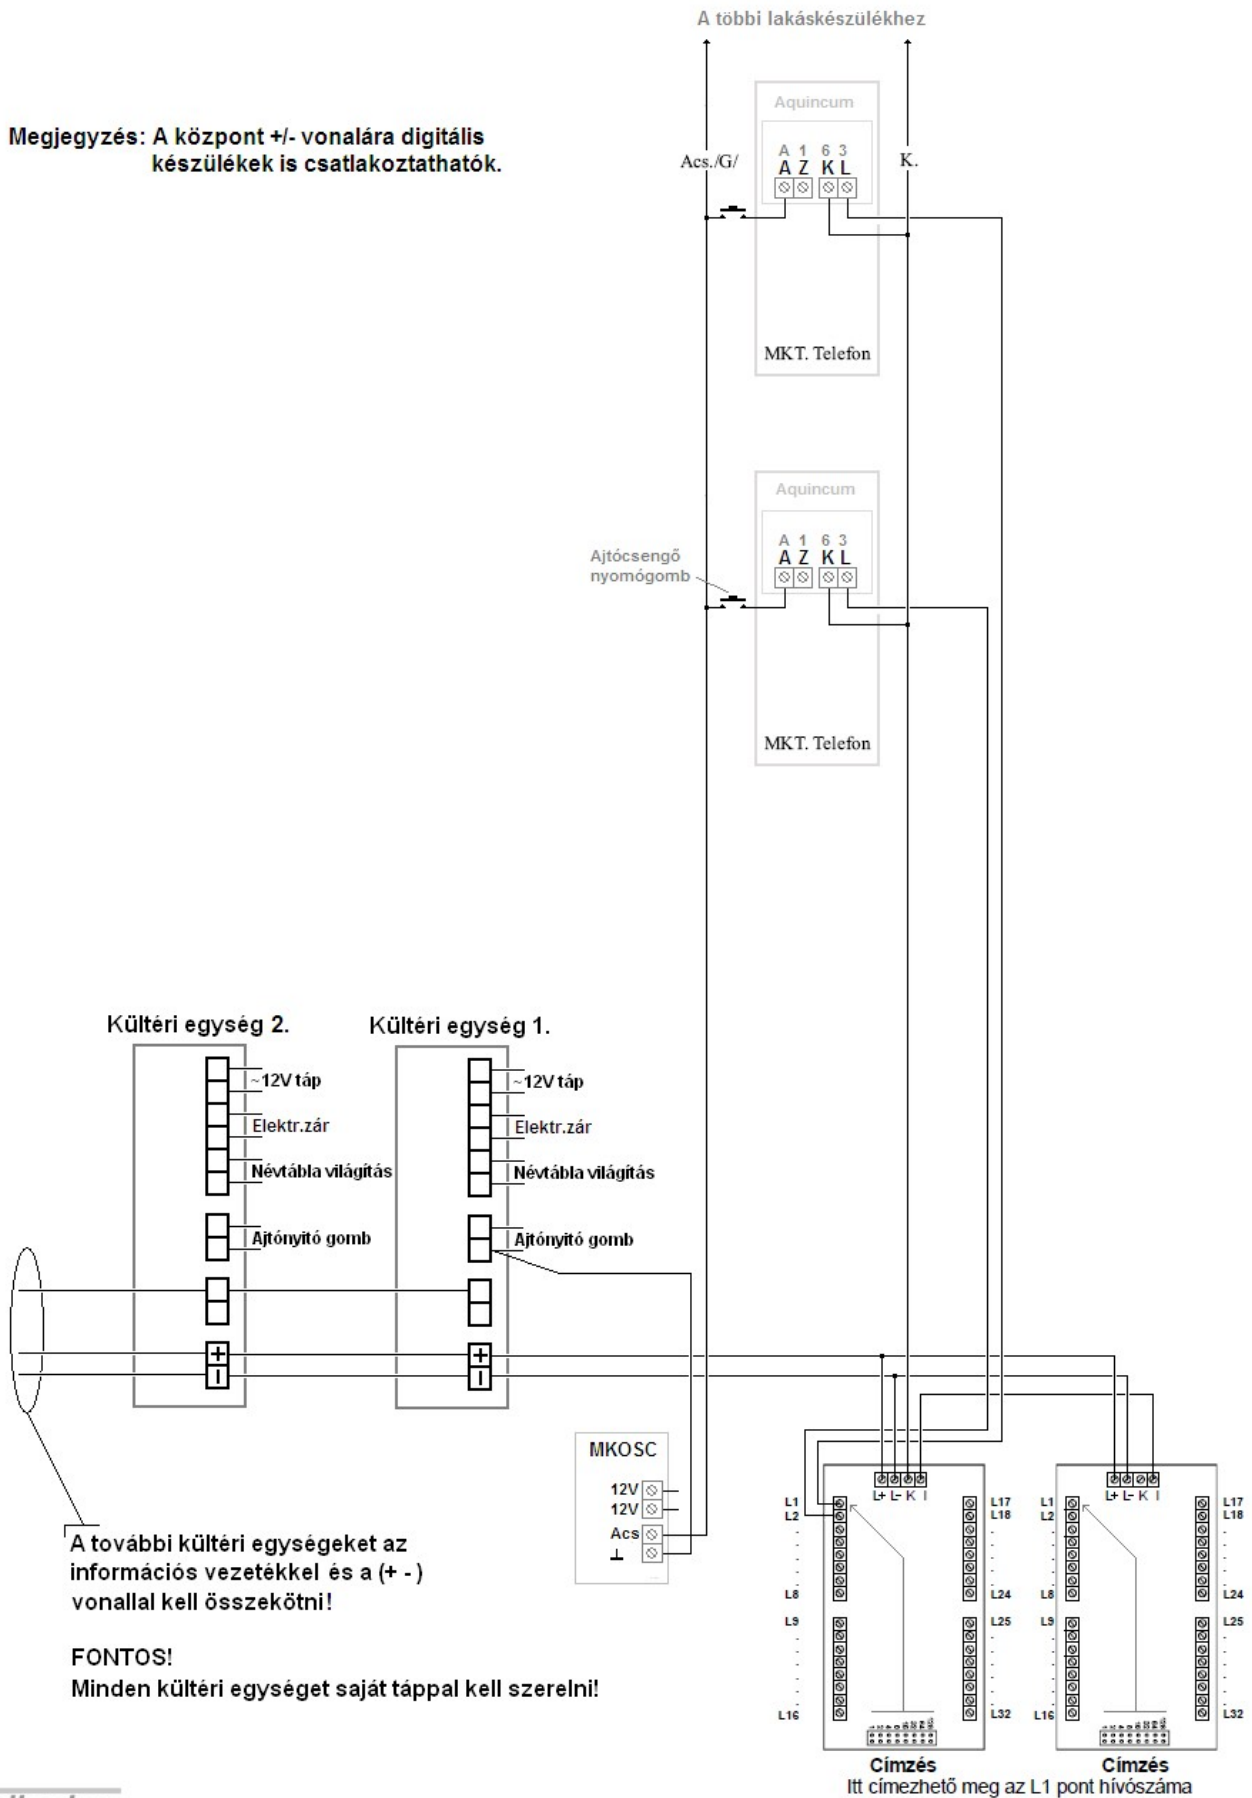 A többi lakáskészülékhez
Megjegyzés: A központ +/- vonalára digitális
készülékek is csatlakoztathatók.
Aquincum
Acs./G/
K.
A 1 6 3
A Z K L
MKT. Telefon
Aquincum
A 1 6 3
A Z K L
Ajtócsengő
nyomógomb
MKT. Telefon
Kültéri egység 2.
~12V táp
Elektr.zár
Névtábla világítás
Ajtónyitó gomb
+
-
Kültéri egység 1.
~12V táp
Elektr.zár
Névtábla világítás
Ajtónyitó gomb
+
-
MKOSC
12V
12V
Acs
⊥
A további kültéri egységeket az
információs vezetékkel és a (+ - )
vonallal kell összekötni!
FONTOS!
Minden kültéri egységet saját táppal kell szerelni!
L+ L- K I
L1
L2
L8
L9
L16
L17
L18
L24
L25
L32
Címzés
L+ L- K I
L1
L2
L8
L9
L16
L17
L18
L24
L25
L32
Címzés
Itt címezhető meg az L1 pont hívószáma